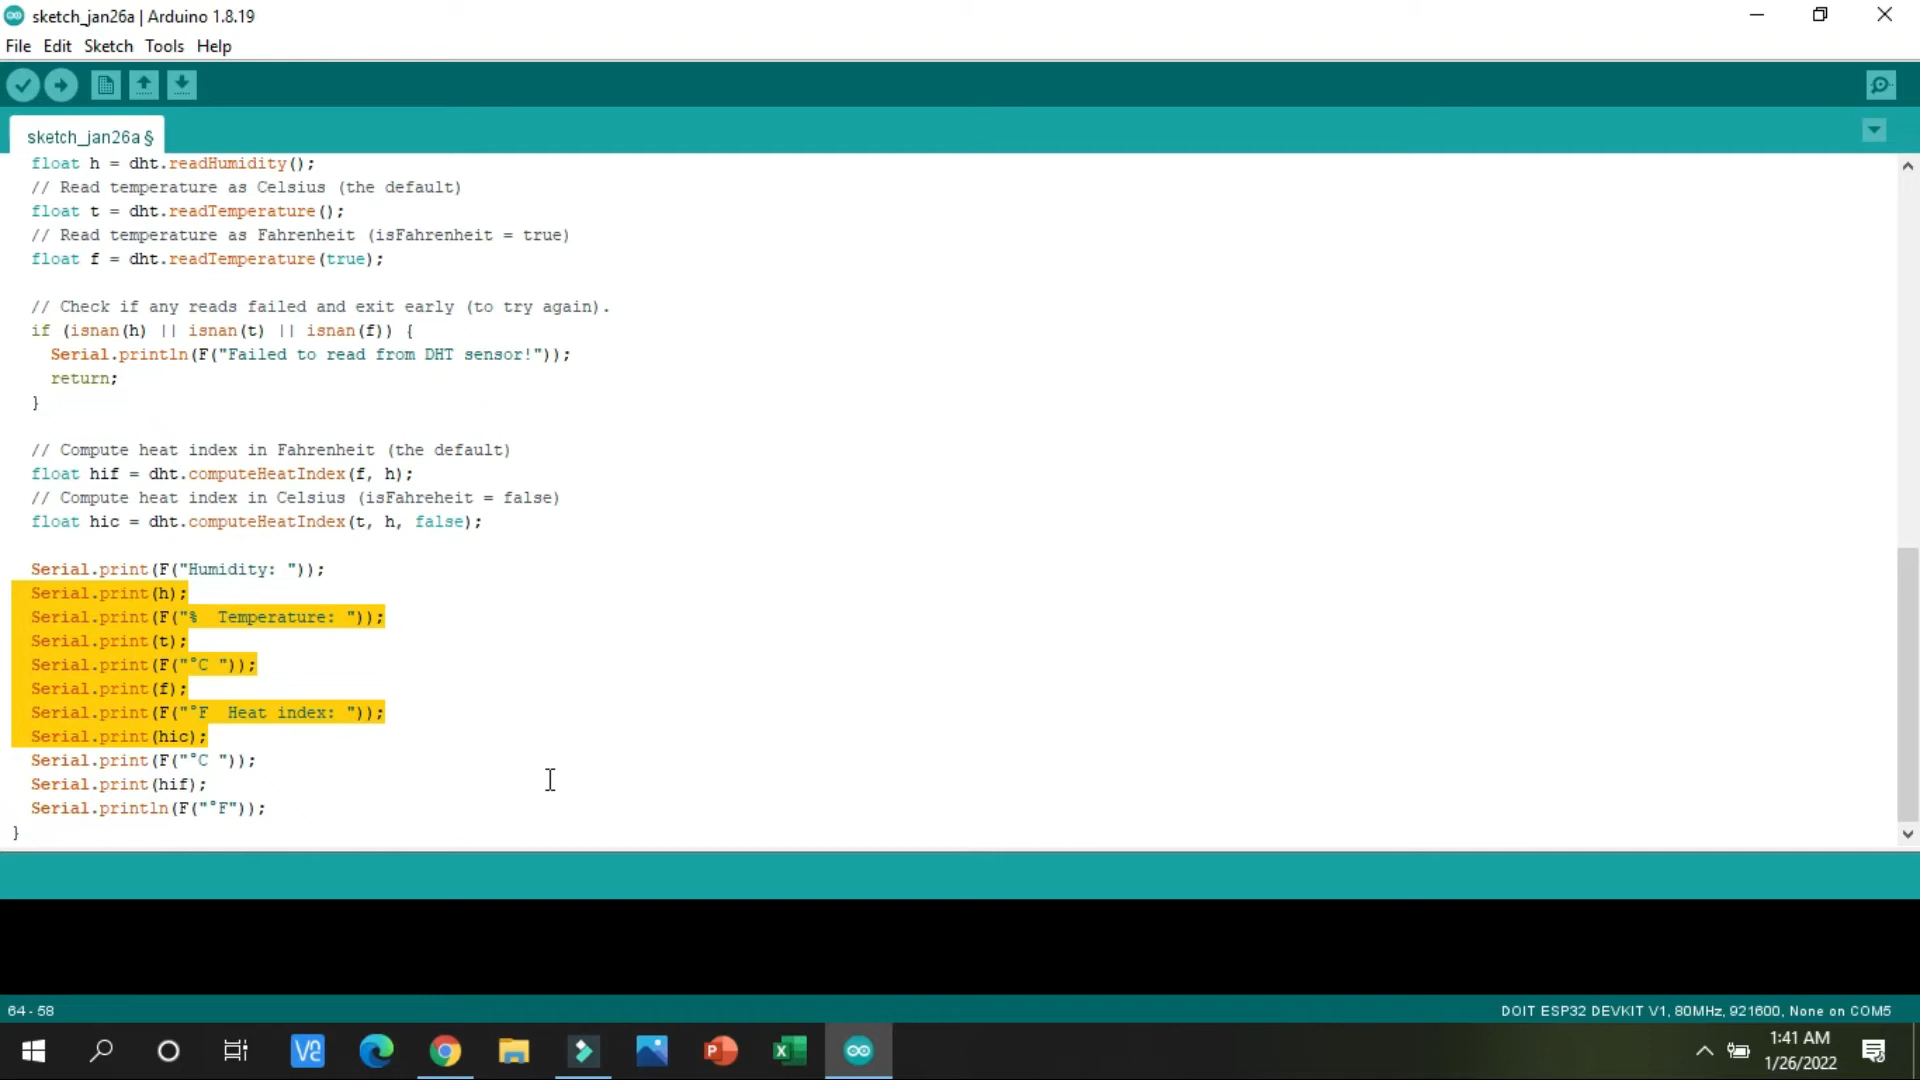 sketch_jan26a | Arduino 1.8.19
File Edit Sketch Tools Help
sketch_jan26a §
float h = dht.readHumidity();
// Read temperature as Celsius (the default)
float t = dht.readTemperature();
// Read temperature as Fahrenheit (isFahrenheit = true)
float f = dht.readTemperature(true);
// Check if any reads failed and exit early (to try again).
if (isnan(h) || isnan(t) || isnan(f)) {
Serial.println(F("Failed to read from DHT sensor!"));
return;
}
// Compute heat index in Fahrenheit (the default)
float hif = dht.computeHeatIndex(f, h);
// Compute heat index in Celsius (isFahreheit = false)
float hic = dht.computeHeatIndex(t, h, false);
Serial.print(F("Humidity: "));
Serial.print(h);
Serial.print(F("%  Temperature: "));
Serial.print(t);
Serial.print(F("°C "));
Serial.print(f);
Serial.print(F("°F  Heat index: "));
Serial.print(hic);
Serial.print(F("°C "));
Serial.print(hif);
Serial.println(F("°F"));
}
64 - 58
DOIT ESP32 DEVKIT V1, 80MHz, 921600, None on COM5
1:41 AM
1/26/2022